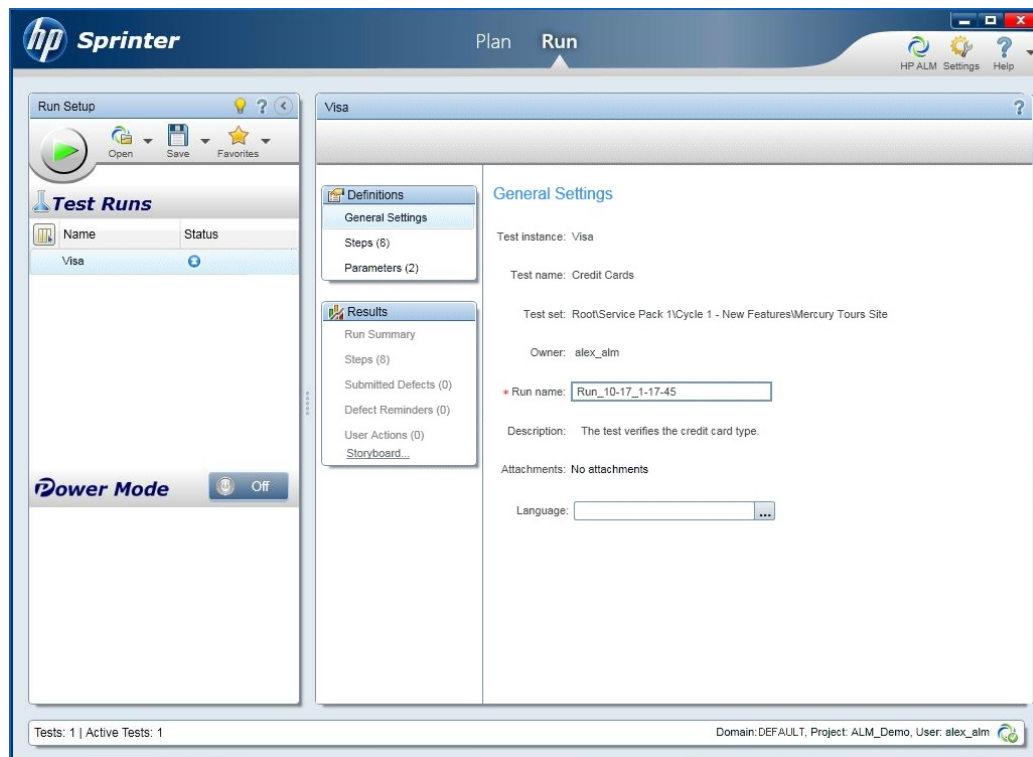 hp Sprinter
Plan Run
HP ALM Settings Help
Run Setup
Open Save Favorites
Test Runs
Name Status
Visa
Power Mode Off
Visa
Definitions
General Settings
Steps (8)
Parameters (2)
Results
Run Summary
Steps (8)
Submitted Defects (0)
Defect Reminders (0)
User Actions (0)
Storyboard...
General Settings
Test instance: Visa
Test name: Credit Cards
Test set: Root\Service Pack 1\Cycle 1 - New Features\Mercury Tours Site
Owner: alex_alm
* Run name: Run_10-17_1-17-45
Description: The test verifies the credit card type.
Attachments: No attachments
Language: ...
Tests: 1 | Active Tests: 1
Domain:DEFAULT, Project: ALM_Demo, User: alex_alm